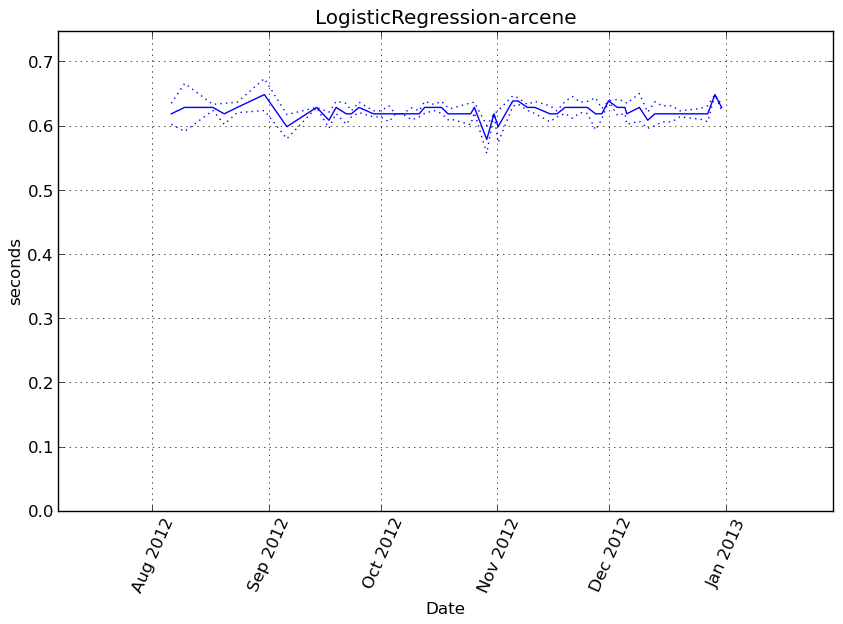 LogisticRegression-arcene
0.7
0.6
0.5
0.4
0.3
0.2
0.1
0.0
seconds
Aug 2012
Sep 2012
Oct 2012
Nov 2012
Dec 2012
Jan 2013
Date